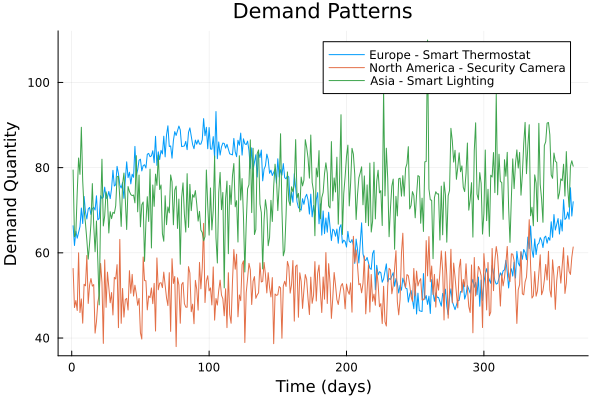 Demand Patterns
Europe - Smart Thermostat
North America - Security Camera
Asia - Smart Lighting
Demand Quantity
100
80
60
40
0
100
200
300
Time (days)